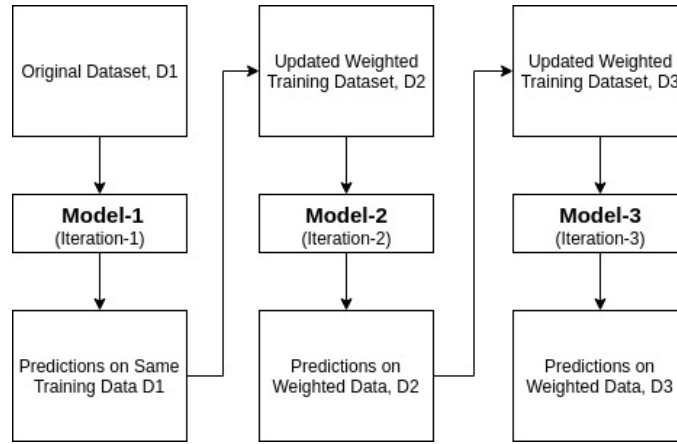 Original Dataset, D1
Model-1
(Iteration-1)
Predictions on Same
Training Data D1
Updated Weighted
Training Dataset, D2
Model-2
(Iteration-2)
Predictions on
Weighted Data, D2
Updated Weighted
Training Dataset, D3
Model-3
(Iteration-3)
Predictions on
Weighted Data, D3